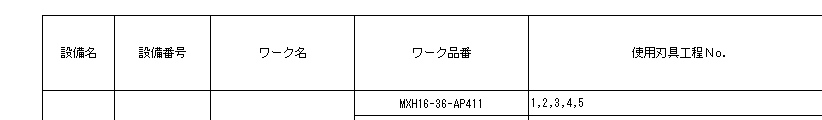 設備名 設備番号 ワーク名 ワーク品番 使用刃具工程No.
MXH16-36-AP411 1,2,3,4,5